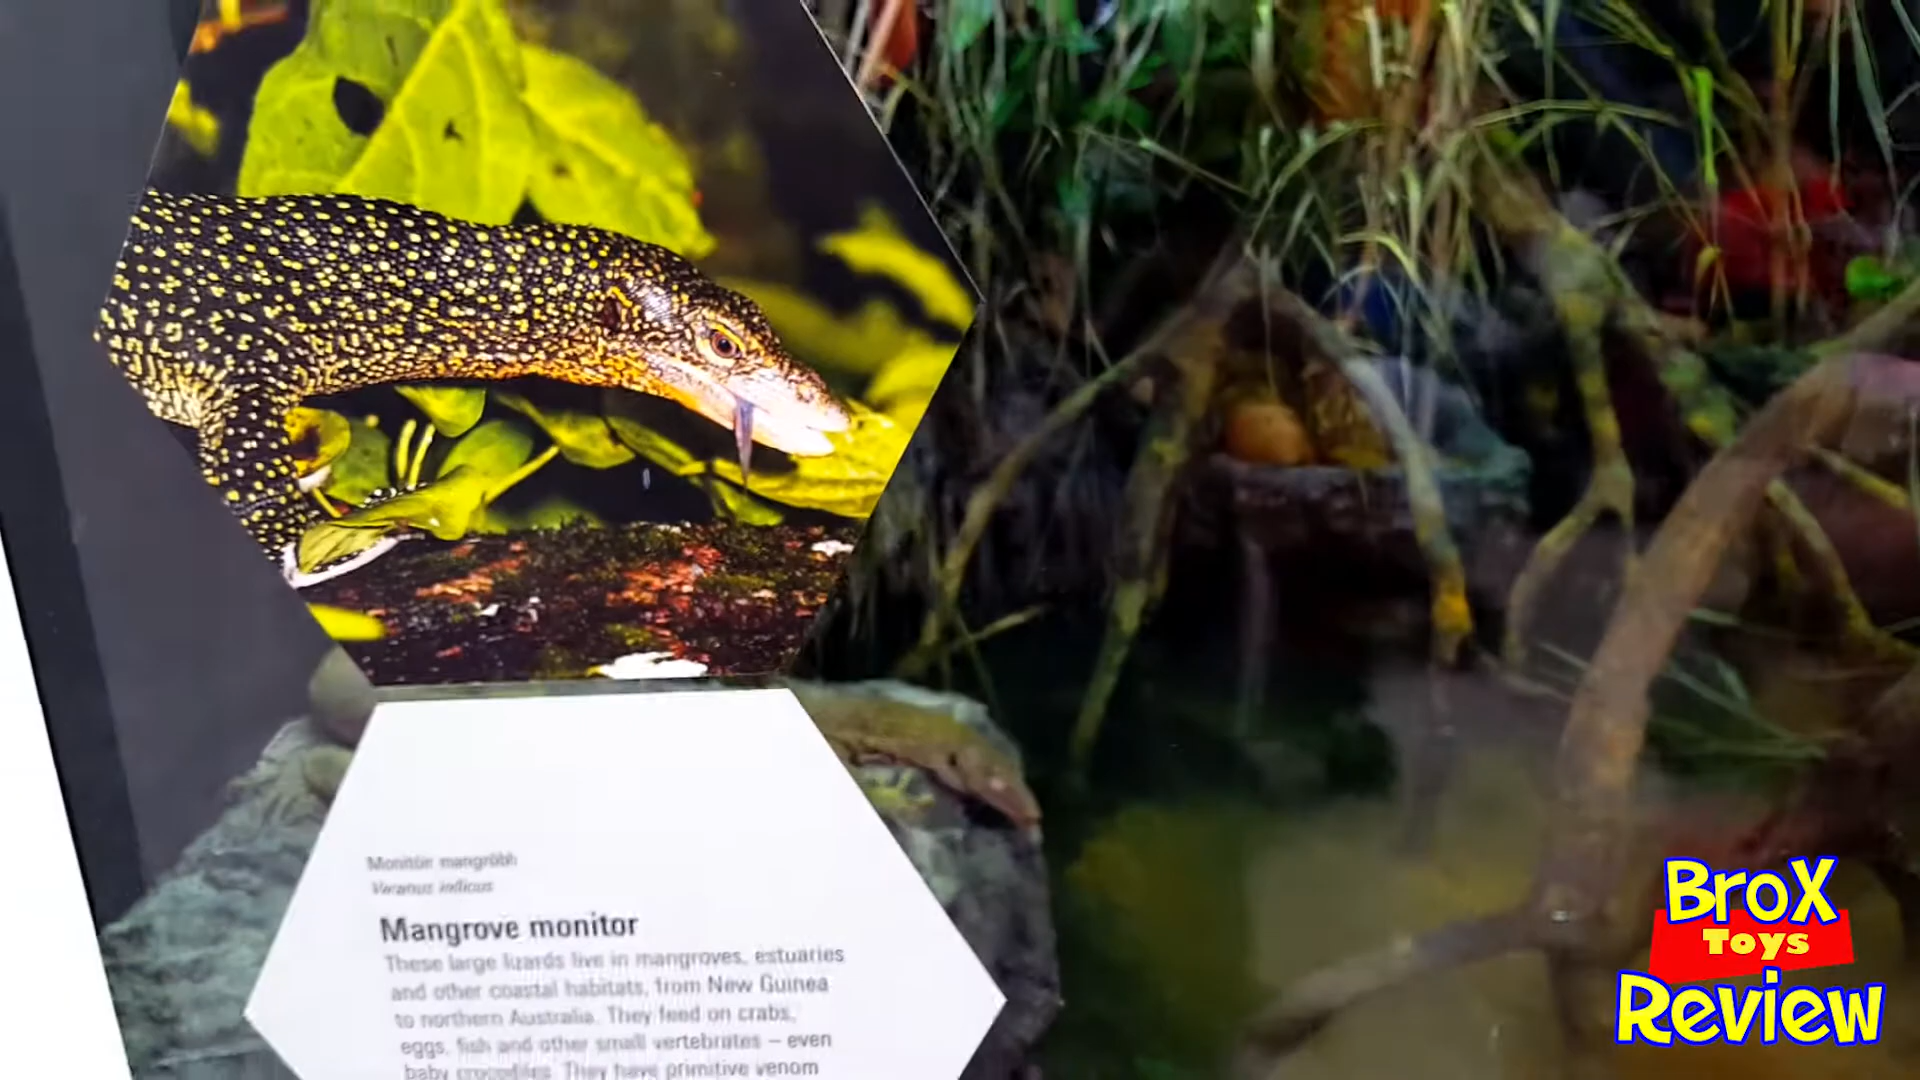 Monitóir mangróbh
Varanus indicus
Mangrove monitor
These large lizards live in mangroves, estuaries
and other coastal habitats, from New Guinea
to northern Australia. They feed on crabs,
eggs, fish and other small vertebrates – even
baby crocodiles. They have primitive venom
BroX
Toys
Review